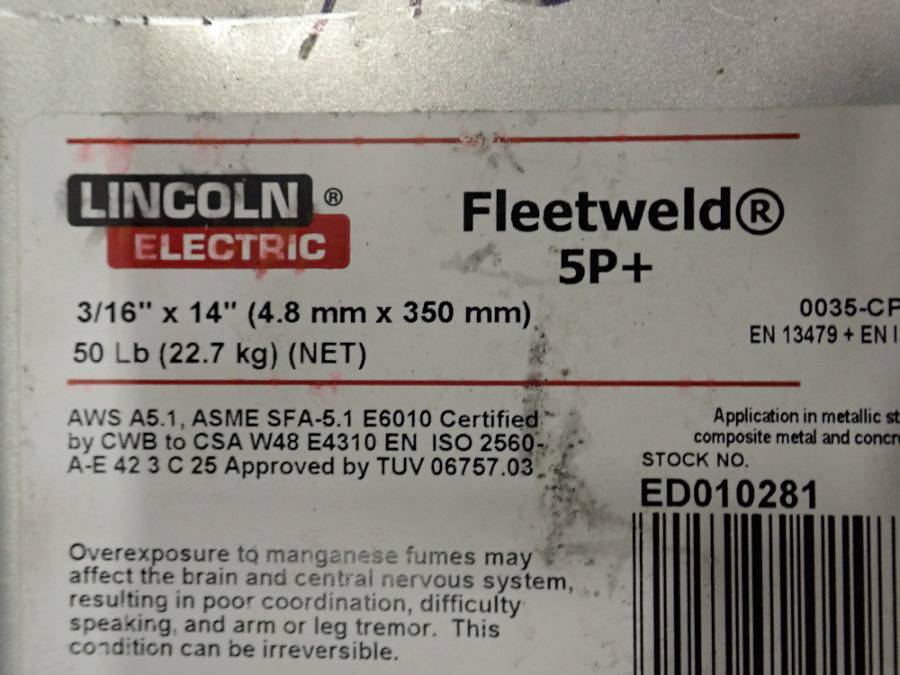 LINCOLN ®
ELECTRIC
Fleetweld®
5P+
3/16" x 14" (4.8 mm x 350 mm)
50 Lb (22.7 kg) (NET)
0035-CP
EN 13479 + EN I
AWS A5.1, ASME SFA-5.1 E6010 Certified
by CWB to CSA W48 E4310 EN ISO 2560-
A-E 42 3 C 25 Approved by TUV 06757.03
Application in metallic st
composite metal and concr
STOCK NO.
ED010281
Overexposure to manganese fumes may
affect the brain and central nervous system,
resulting in poor coordination, difficulty
speaking, and arm or leg tremor. This
condition can be irreversible.